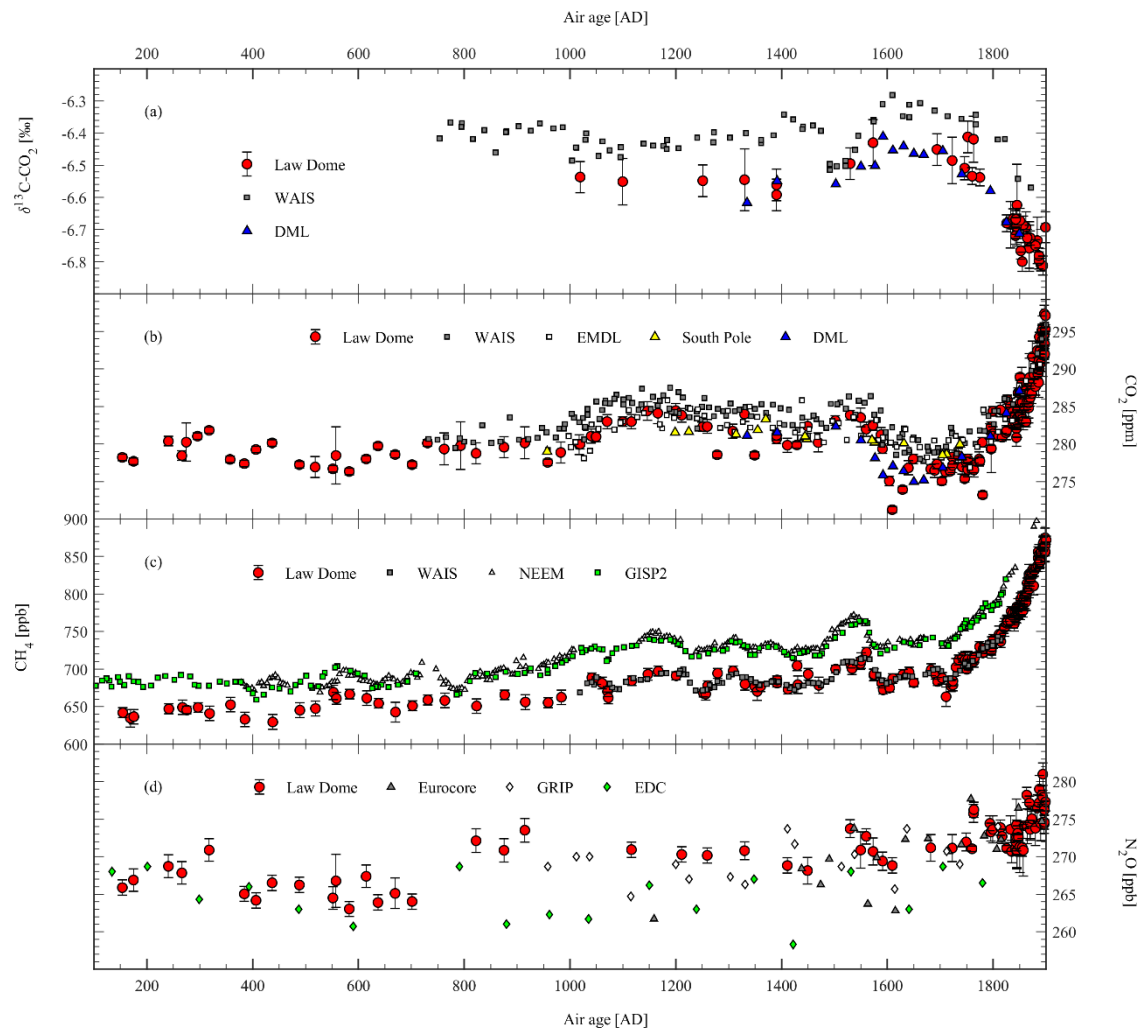 Air age [AD]
200 400 600 800 1000 1200 1400 1600 1800
(a)
-6.3
-6.4
-6.5
-6.6
-6.7
-6.8
δ¹³C-CO₂ [‰]
Law Dome
WAIS
DML
(b)
Law Dome WAIS EMDL South Pole DML
295
290
285
280
275
CO₂ [ppm]
(c)
900
850
800
750
700
650
600
CH₄ [ppb]
Law Dome WAIS NEEM GISP2
(d)
Law Dome Eurocore GRIP EDC
280
275
270
265
260
N₂O [ppb]
200 400 600 800 1000 1200 1400 1600 1800
Air age [AD]